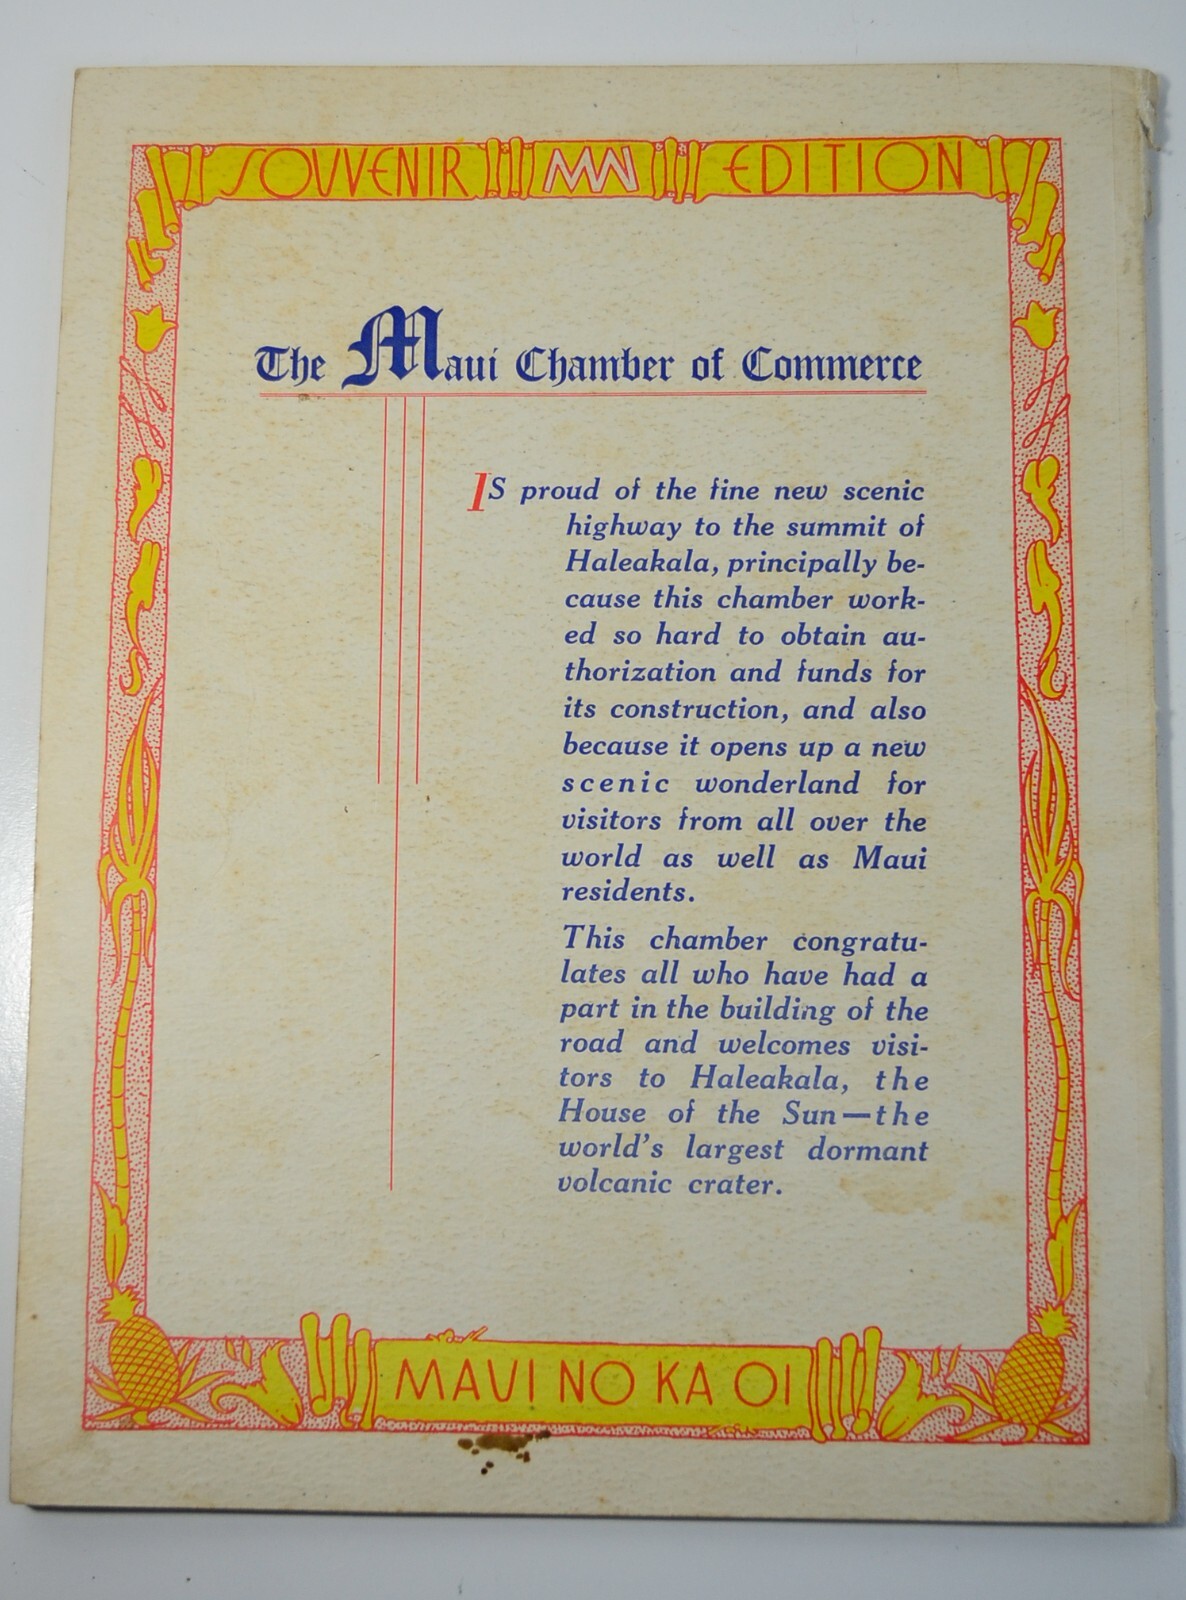 SOUVENIR MN EDITION
The Maui Chamber of Commerce
IS proud of the fine new scenic
highway to the summit of
Haleakala, principally be-
cause this chamber work-
ed so hard to obtain au-
thorization and funds for
its construction, and also
because it opens up a new
scenic wonderland for
visitors from all over the
world as well as Maui
residents.
This chamber congratu-
lates all who have had a
part in the building of the
road and welcomes visi-
tors to Haleakala, the
House of the Sun—the
world's largest dormant
volcanic crater.
MAUI NO KA OI